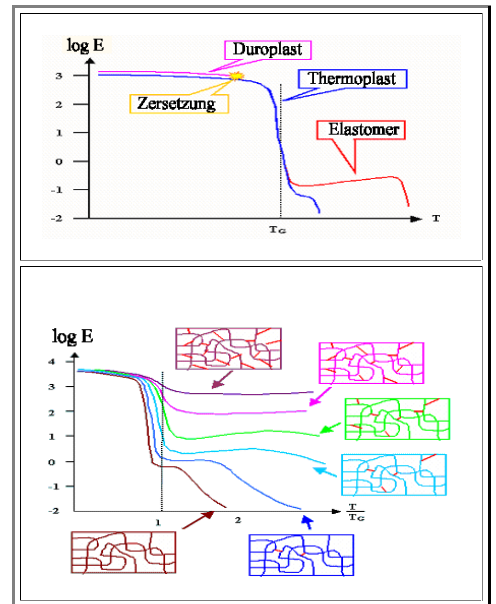 log E
Duroplast
3
Thermoplast
2
Zersetzung
1
Elastomer
0
-1
-2
T
T_G
log E
4
3
2
1
0
-1
-2
1
2
T
T_G